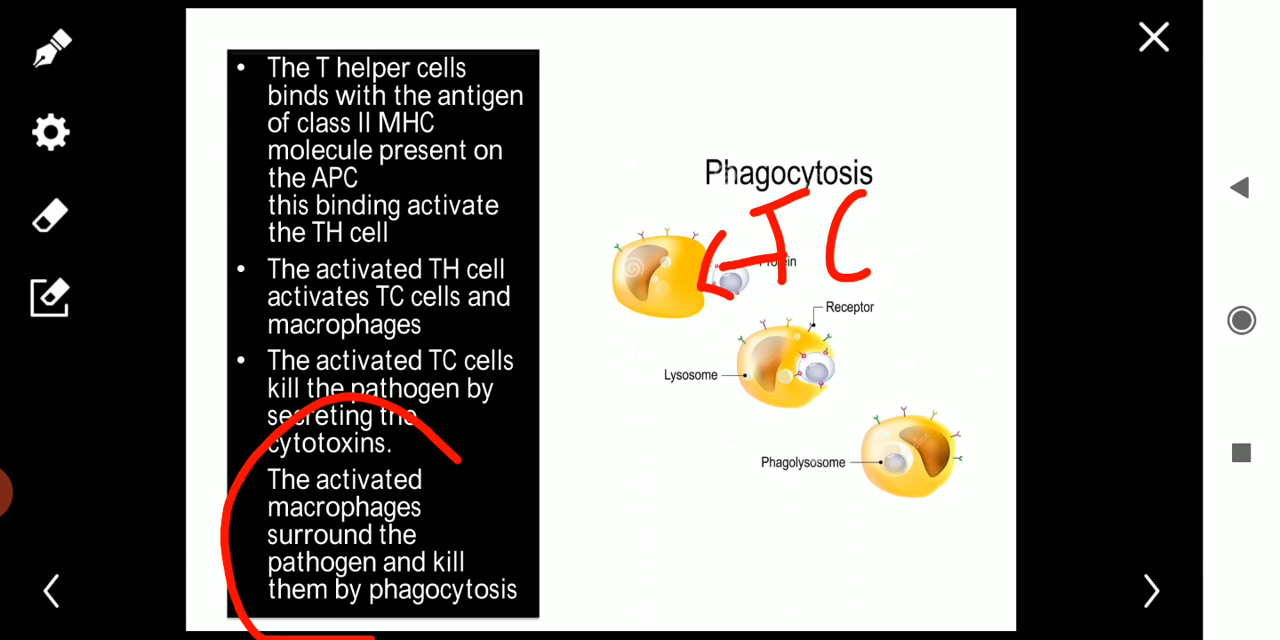 • The T helper cells
binds with the antigen
of class II MHC
molecule present on
the APC
this binding activate
the TH cell
• The activated TH cell
activates TC cells and
macrophages
• The activated TC cells
kill the pathogen by
secreting the
cytotoxins.
The activated
macrophages
surround the
pathogen and kill
them by phagocytosis
Phagocytosis
TC
Protein
Receptor
Lysosome
Phagolysosome